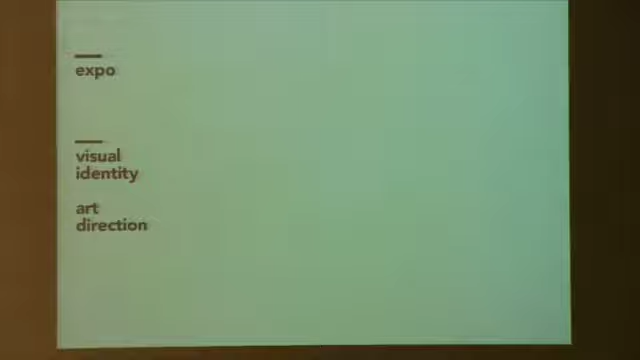 expo
visual
identity
art
direction